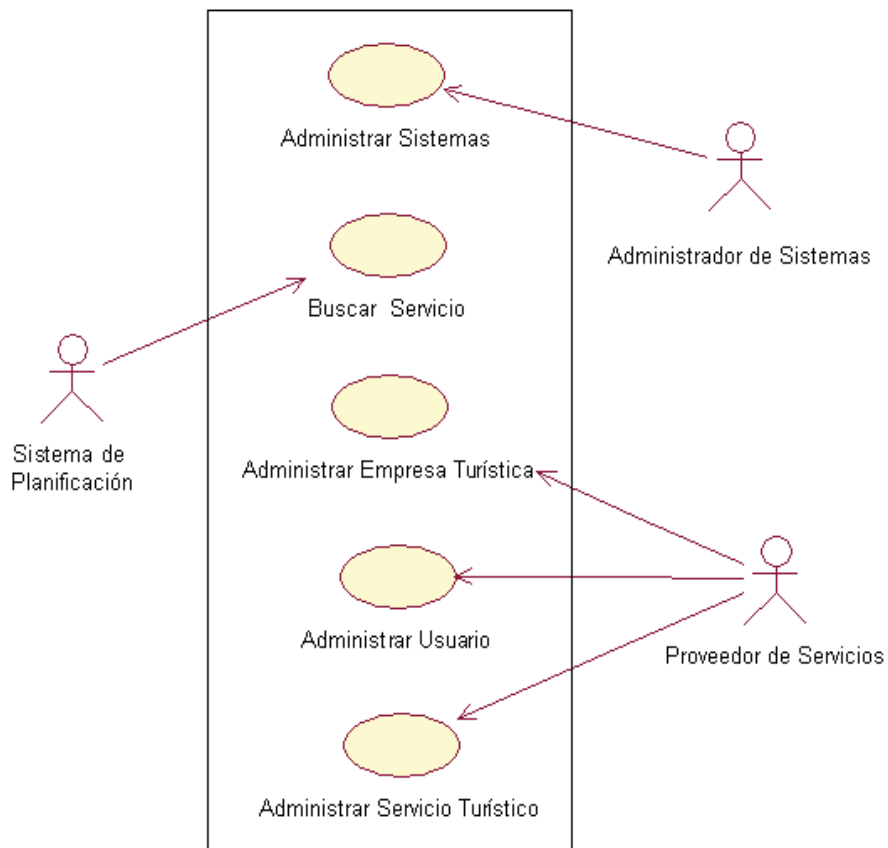 Administrar Sistemas
Administrador de Sistemas
Buscar Servicio
Sistema de
Planificación
Administrar Empresa Turística
Administrar Usuario
Proveedor de Servicios
Administrar Servicio Turístico